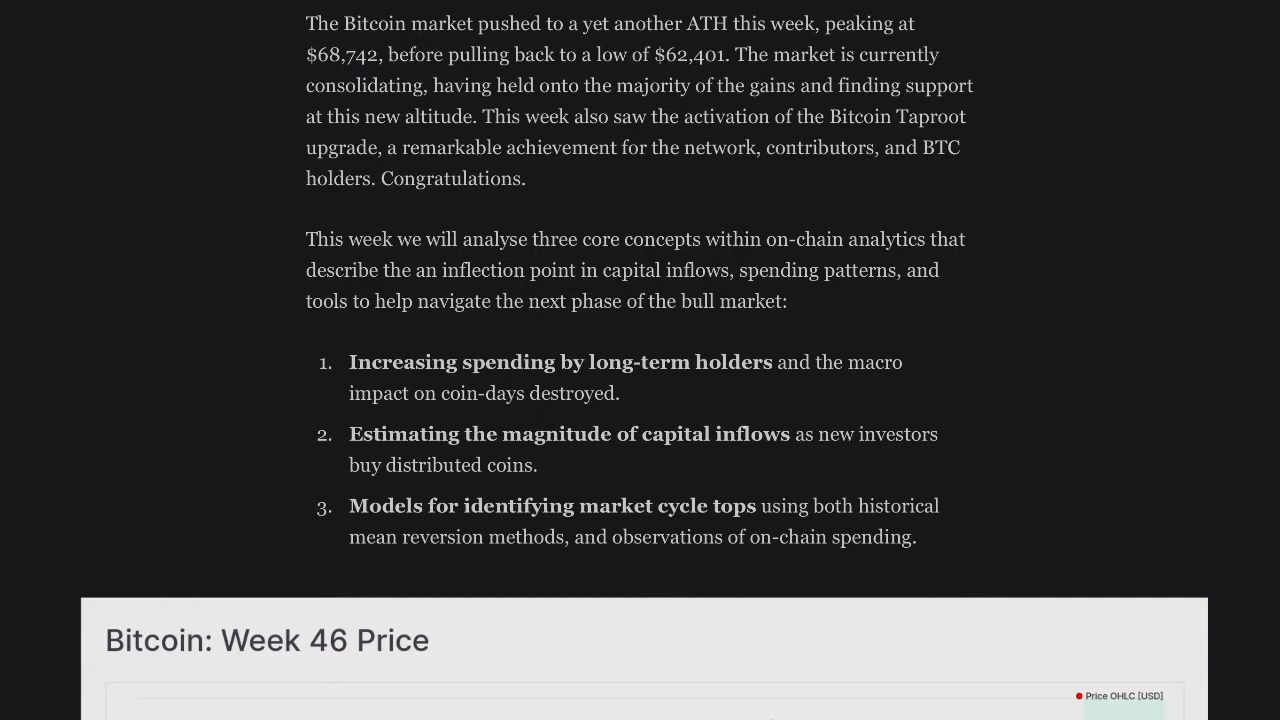 The Bitcoin market pushed to a yet another ATH this week, peaking at
$68,742, before pulling back to a low of $62,401. The market is currently
consolidating, having held onto the majority of the gains and finding support
at this new altitude. This week also saw the activation of the Bitcoin Taproot
upgrade, a remarkable achievement for the network, contributors, and BTC
holders. Congratulations.
This week we will analyse three core concepts within on-chain analytics that
describe the an inflection point in capital inflows, spending patterns, and
tools to help navigate the next phase of the bull market:
1. Increasing spending by long-term holders and the macro
impact on coin-days destroyed.
2. Estimating the magnitude of capital inflows as new investors
buy distributed coins.
3. Models for identifying market cycle tops using both historical
mean reversion methods, and observations of on-chain spending.
Bitcoin: Week 46 Price
Price OHLC [USD]